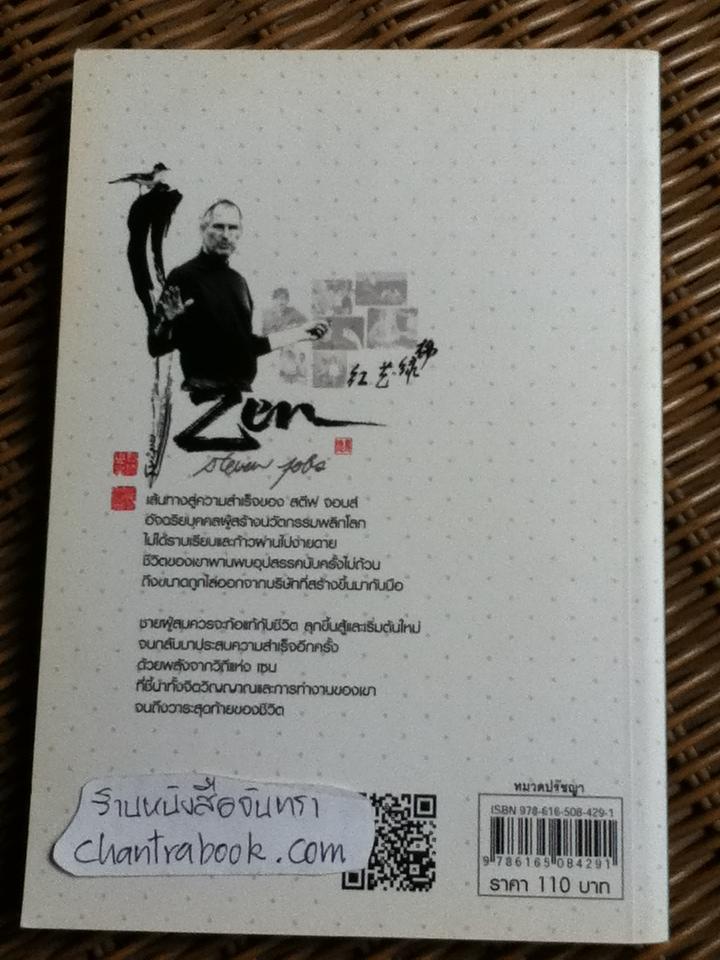 红艺·绿
Zen
steven jobs
เส้นทางสู่ความสำเร็จของ สตีฟ จอบส์
อัจฉริยบุคคลผู้สร้างนวัตกรรมพลิกโลก
ไม่ได้ราบเรียบและก้าวผ่านไปง่ายดาย
ชีวิตของเขาผ่านพบอุปสรรคนับครั้งไม่ถ้วน
ถึงขนาดถูกไล่ออกจากบริษัทที่สร้างขึ้นมากับมือ
ชายผู้สมควรจะท้อแท้กับชีวิต ลุกขึ้นสู้และเริ่มต้นใหม่
จนกลับมาประสบความสำเร็จอีกครั้ง
ด้วยพลังจากวิถีแห่ง เซน
ที่ชี้นำทั้งจิตวิญญาณและการทำงานของเขา
จนถึงวาระสุดท้ายของชีวิต
ร้านหนังสือจันทรา
chantrabook.com
หมวดปรัชญา
ISBN 978-616-508-429-1
9 786165 084291
ราคา 110 บาท